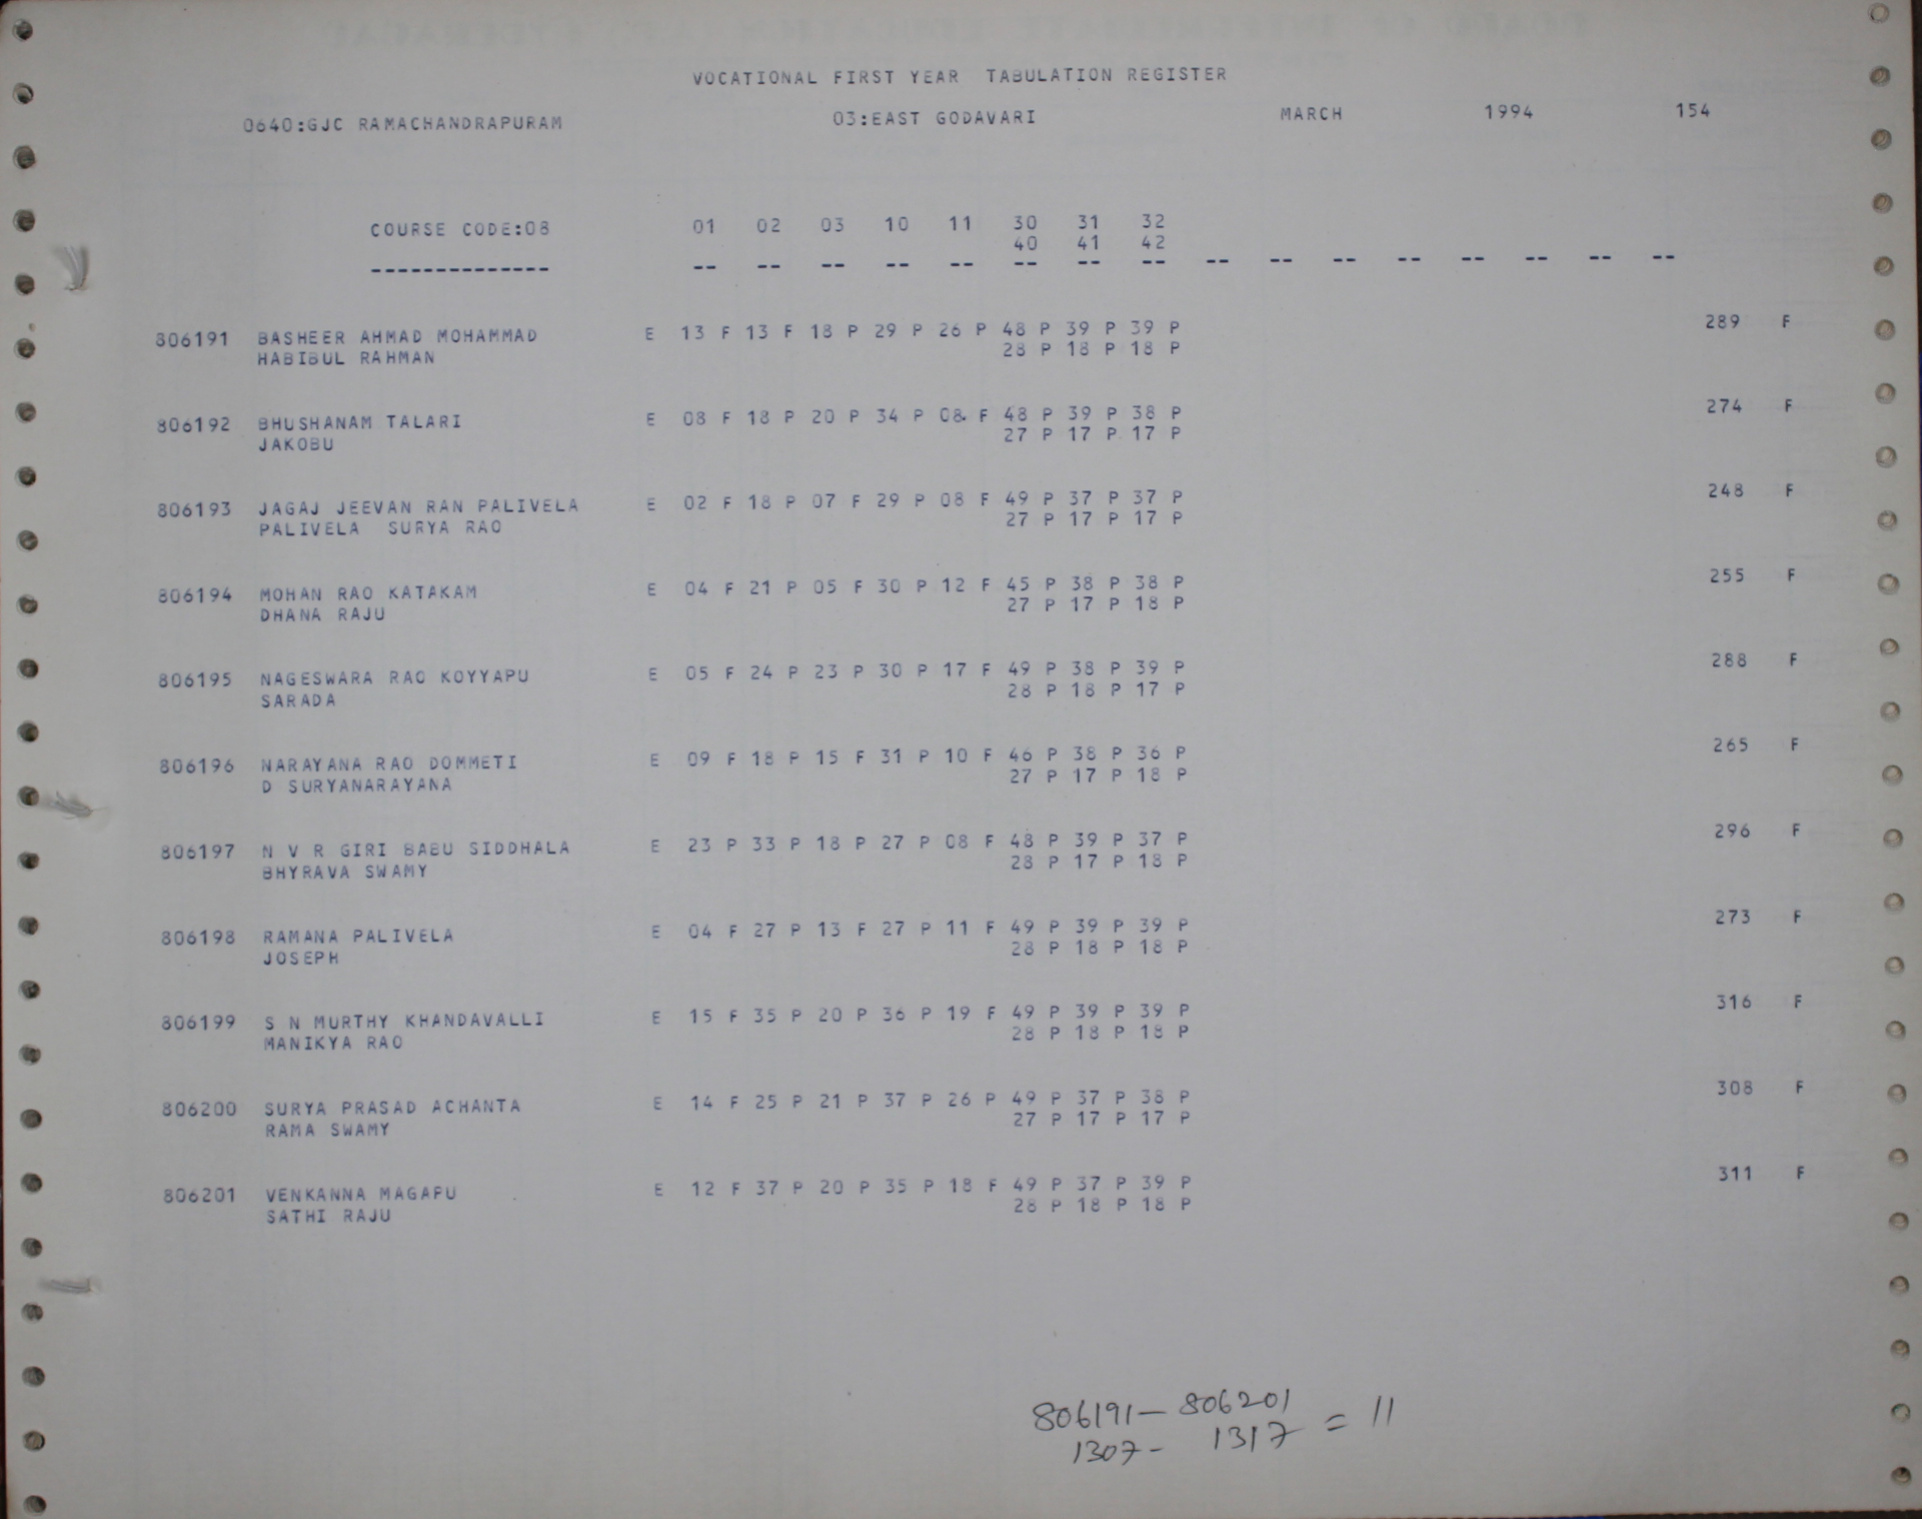 VOCATIONAL FIRST YEAR TABULATION REGISTER
0640:GJC RAMACHANDRAPURAM 03:EAST GODAVARI MARCH 1994 154
COURSE CODE:08 01 02 03 10 11 30 31 32
40 41 42
-------------- -- -- -- -- -- -- -- -- -- -- -- -- -- -- -- --
806191 BASHEER AHMAD MOHAMMAD E 13 F 13 F 18 P 29 P 26 P 48 P 39 P 39 P 289 F
HABIBUL RAHMAN 28 P 18 P 18 P
806192 BHUSHANAM TALARI E 08 F 18 P 20 P 34 P 08 F 48 P 39 P 38 P 274 F
JAKOBU 27 P 17 P 17 P
806193 JAGAJ JEEVAN RAN PALIVELA E 02 F 18 P 07 F 29 P 08 F 49 P 37 P 37 P 248 F
PALIVELA SURYA RAO 27 P 17 P 17 P
806194 MOHAN RAO KATAKAM E 04 F 21 P 05 F 30 P 12 F 45 P 38 P 38 P 255 F
DHANA RAJU 27 P 17 P 18 P
806195 NAGESWARA RAO KOYYAPU E 05 F 24 P 23 P 30 P 17 F 49 P 38 P 39 P 288 F
SARADA 28 P 18 P 17 P
806196 NARAYANA RAO DOMMETI E 09 F 18 P 15 F 31 P 10 F 46 P 38 P 36 P 265 F
D SURYANARAYANA 27 P 17 P 18 P
806197 N V R GIRI BABU SIDDHALA E 23 P 33 P 18 P 27 P 08 F 48 P 39 P 37 P 296 F
BHYRAVA SWAMY 28 P 17 P 18 P
806198 RAMANA PALIVELA E 04 F 27 P 13 F 27 P 11 F 49 P 39 P 39 P 273 F
JOSEPH 28 P 18 P 18 P
806199 S N MURTHY KHANDAVALLI E 15 F 35 P 20 P 36 P 19 F 49 P 39 P 39 P 316 F
MANIKYA RAO 28 P 18 P 18 P
806200 SURYA PRASAD ACHANTA E 14 F 25 P 21 P 37 P 26 P 49 P 37 P 38 P 308 F
RAMA SWAMY 27 P 17 P 17 P
806201 VENKANNA MAGAPU E 12 F 37 P 20 P 35 P 18 F 49 P 37 P 39 P 311 F
SATHI RAJU 28 P 18 P 18 P
806191 - 806201
1307 - 1317 = 11